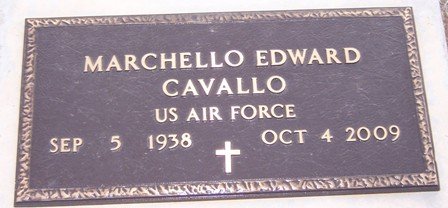 MARCHELLO EDWARD
CAVALLO
US AIR FORCE
SEP 5 1938 OCT 4 2009